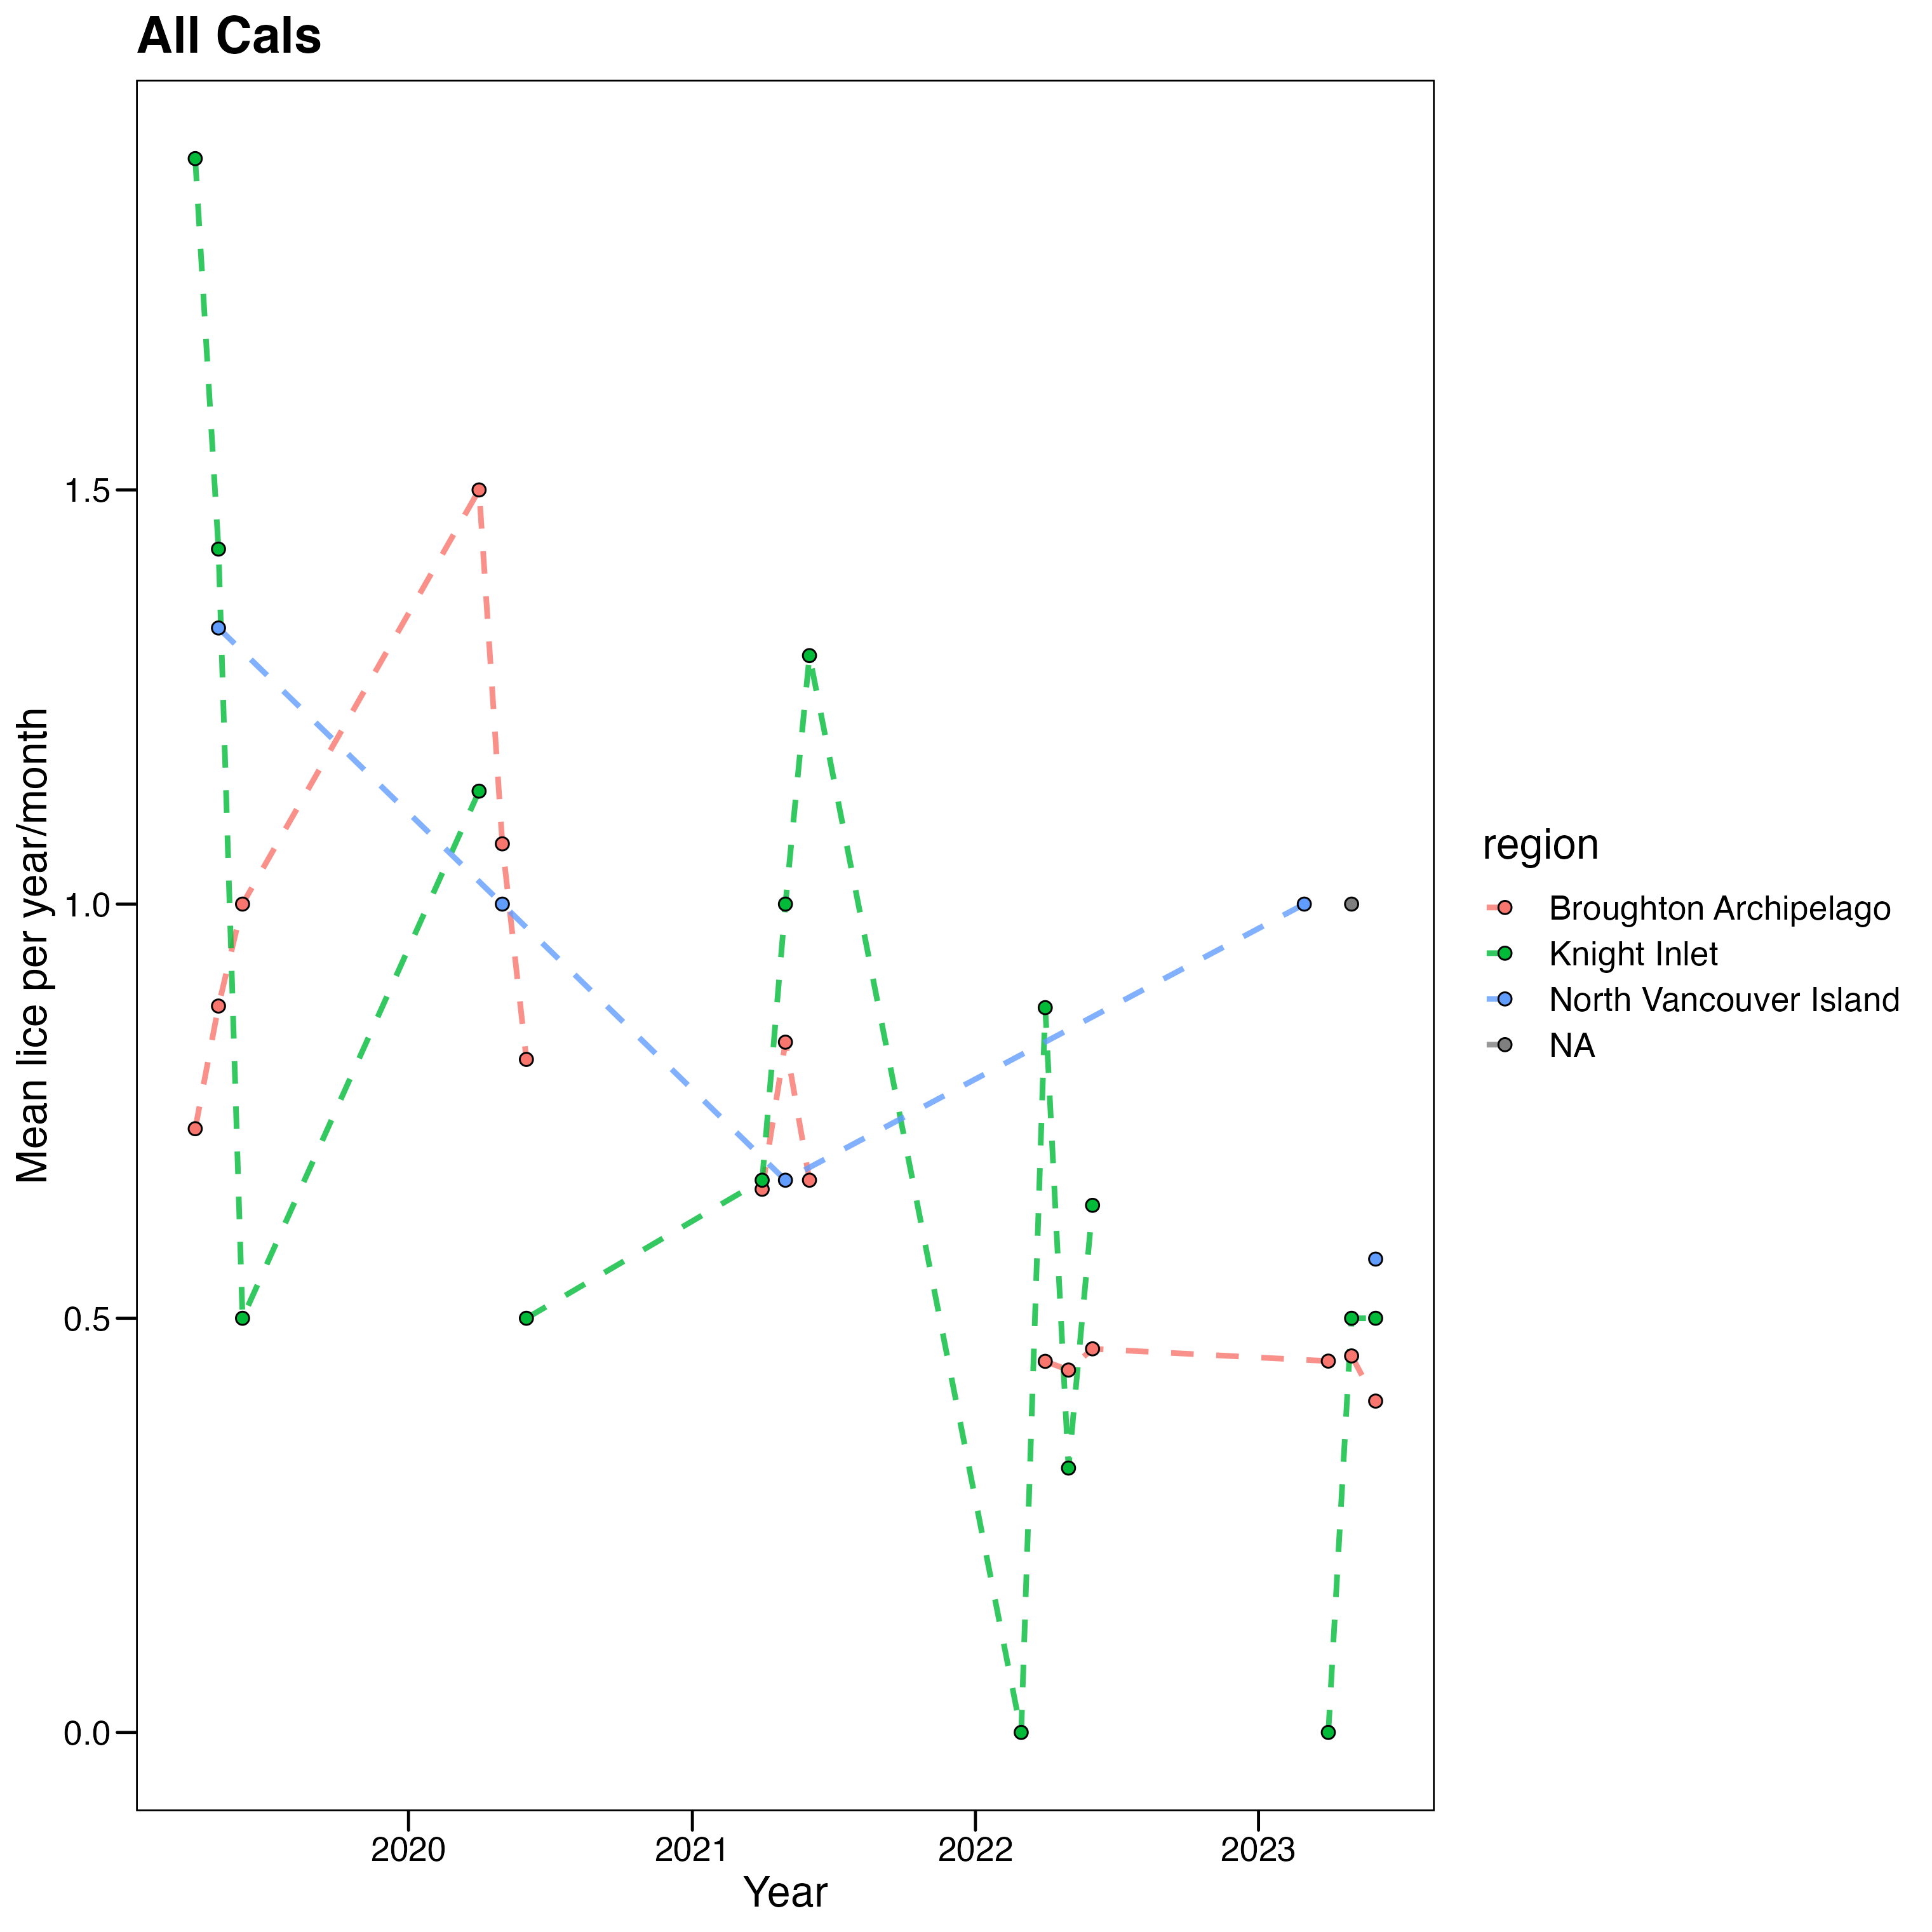 All Cals
Mean lice per year/month
1.5
1.0
0.5
0.0
2020
2021
2022
2023
Year
region
Broughton Archipelago
Knight Inlet
North Vancouver Island
NA